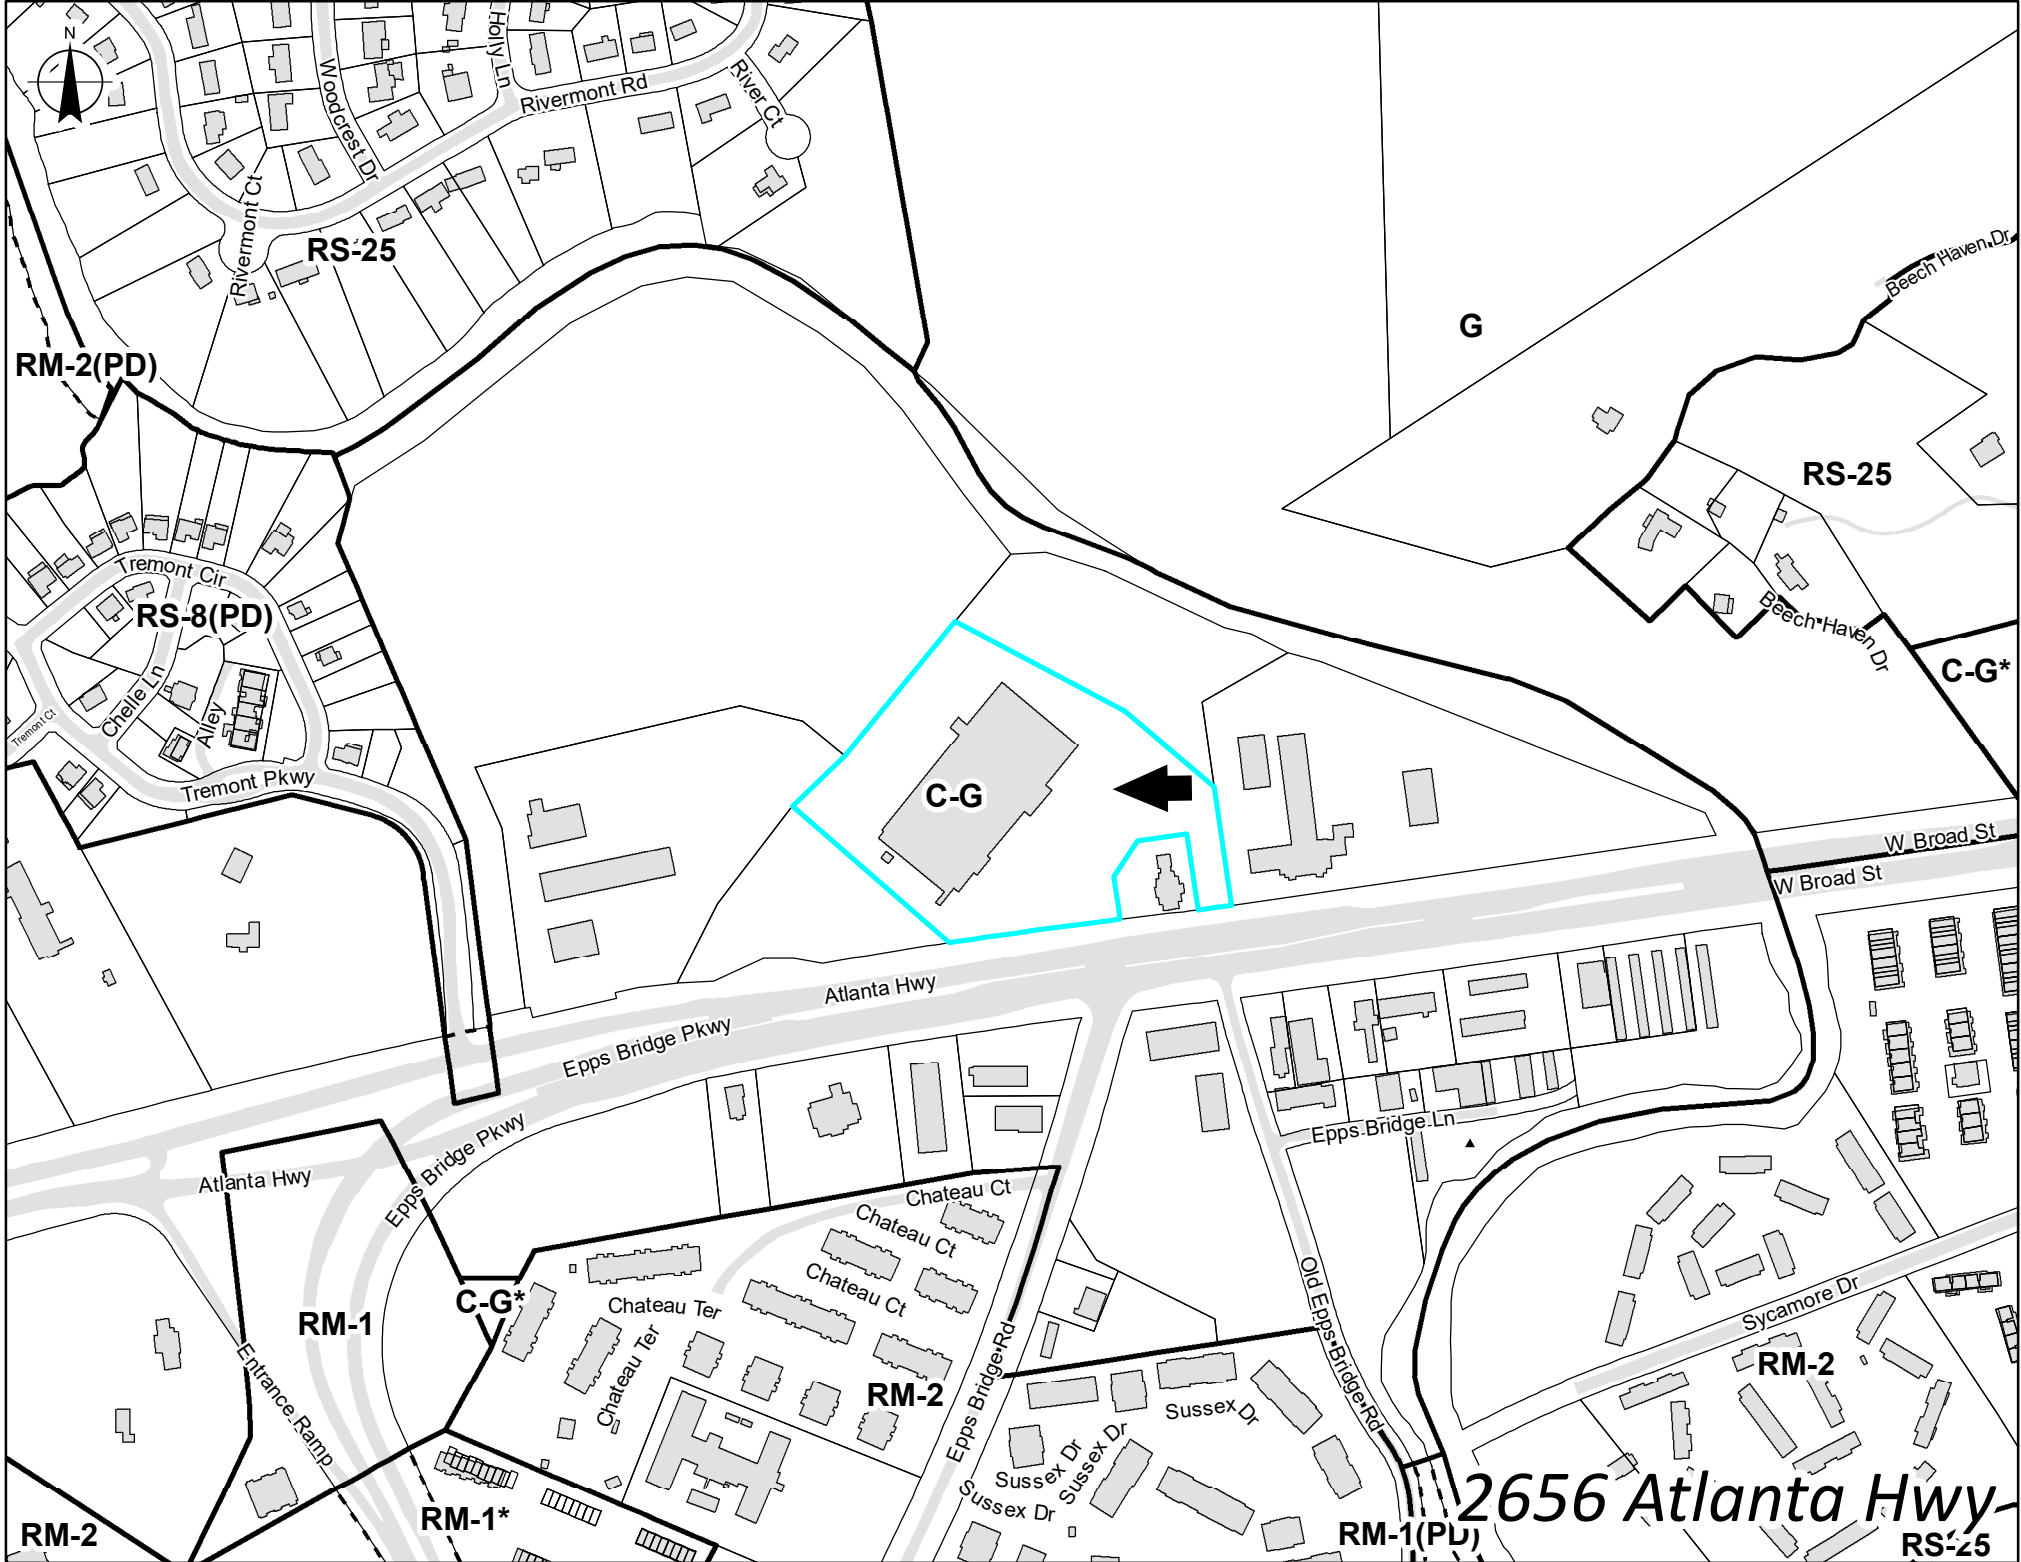 N
Holly Ln
Woodcrest Dr
Rivermont Rd
River Ct
Rivermont Ct
RS-25
Beech Haven Dr
G
RM-2(PD)
RS-25
Tremont Cir
RS-8(PD)
Beech Haven Dr
C-G*
Chelle Ln
Alley
Tremont Ct
Tremont Pkwy
C-G
W Broad St
W Broad St
Atlanta Hwy
Epps Bridge Pkwy
Epps Bridge Ln
Epps Bridge Pkwy
Atlanta Hwy
Chateau Ct
Chateau Ct
Chateau Ct
Chateau Ter
Chateau Ter
C-G*
RM-1
Old Epps Bridge Rd
Sycamore Dr
Epps Bridge Rd
Entrance Ramp
RM-2
RM-2
Sussex Dr
Sussex Dr
Sussex Dr
Sussex Dr
RM-1*
RM-2
RM-1(PD)
2656 Atlanta Hwy
RS-25